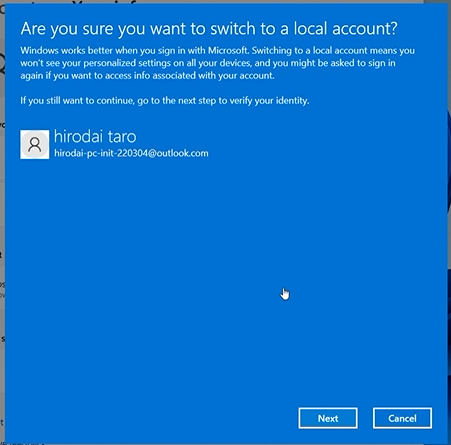 Are you sure you want to switch to a local account?
Windows works better when you sign in with Microsoft. Switching to a local account means you
won't see your personalized settings on all your devices, and you might be asked to sign in
again if you want to access info associated with your account.
If you still want to continue, go to the next step to verify your identity.
hirodai taro
hirodai-pc-init-220304@outlook.com
Next
Cancel